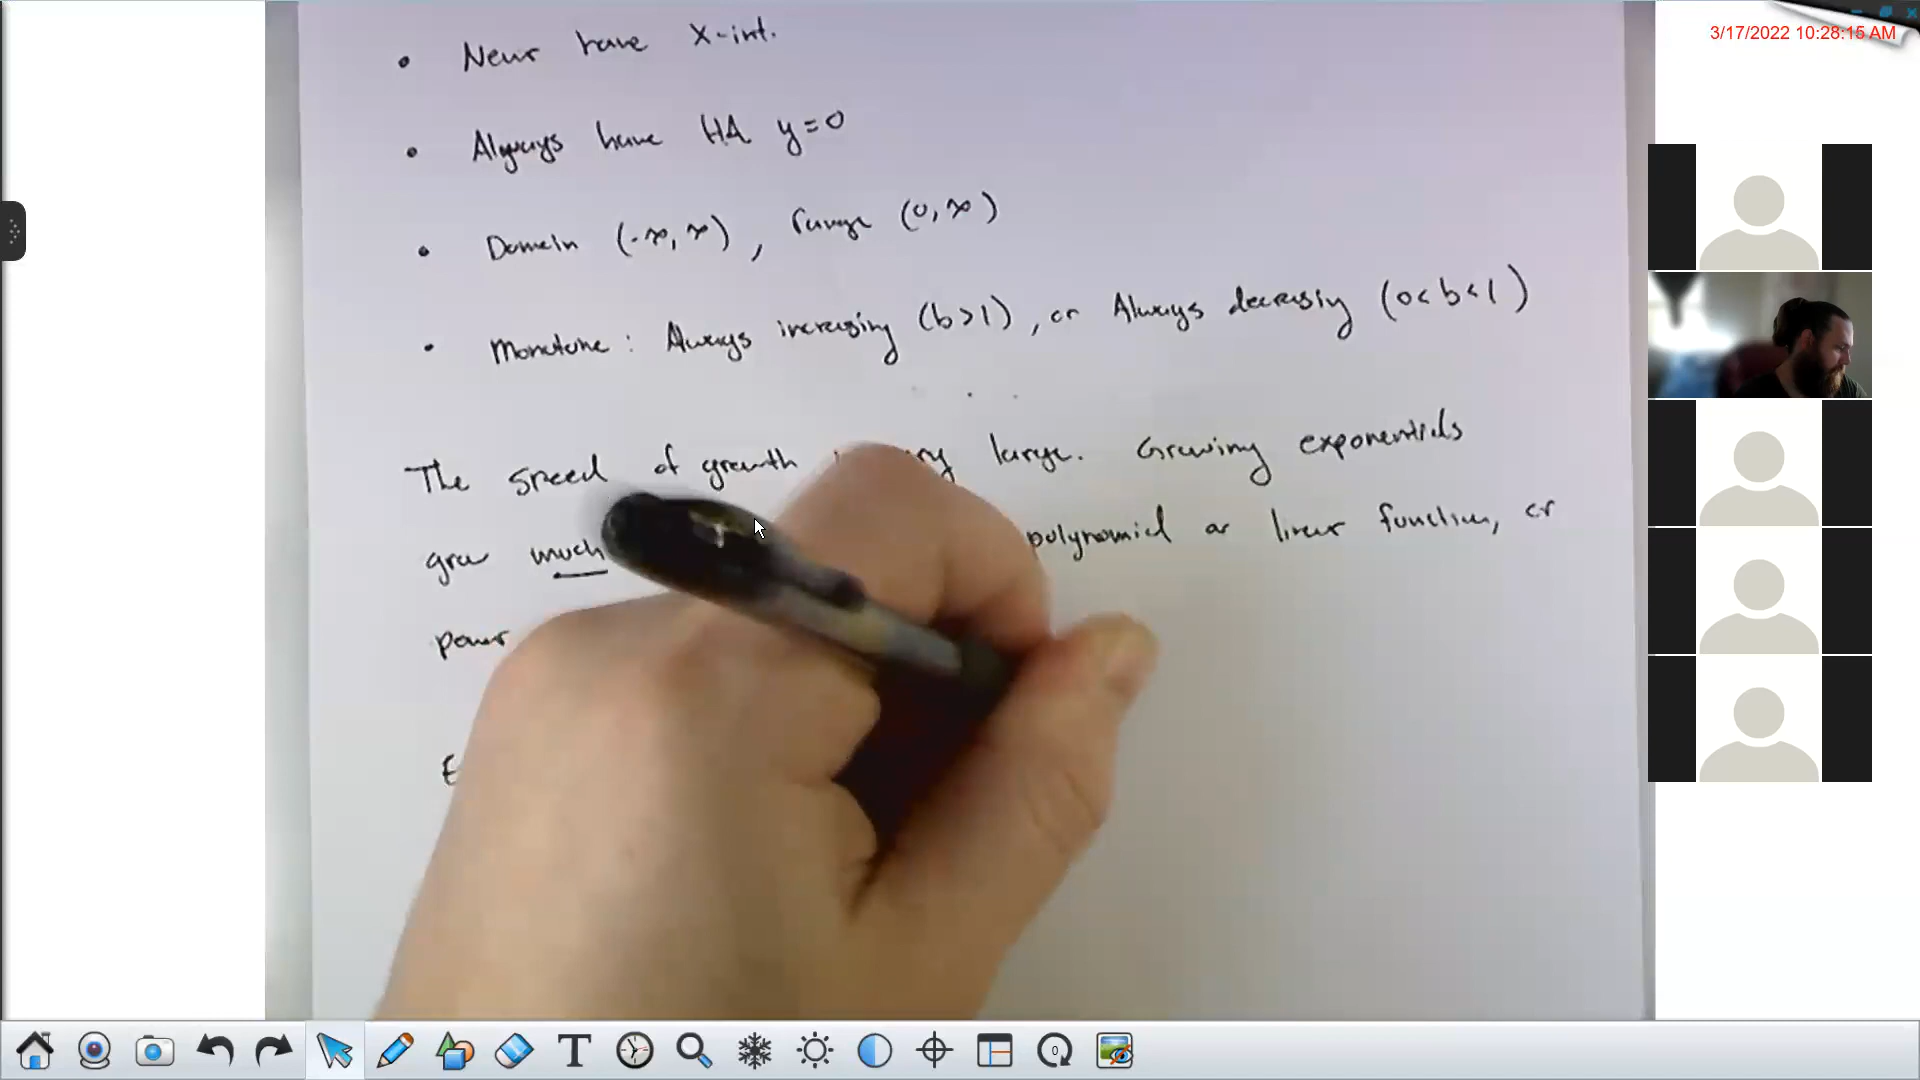 3/17/2022 10:28:15 AM
• Never have X-int.
• Always have HA y=0
• Domain (-∞, ∞), range (0, ∞)
• Monotone: Always increasing (b>1), or Always decreasing (0<b<1)
The speed of growth large. Growing exponentials
grow much polynomial or linear function, or
power
T
0